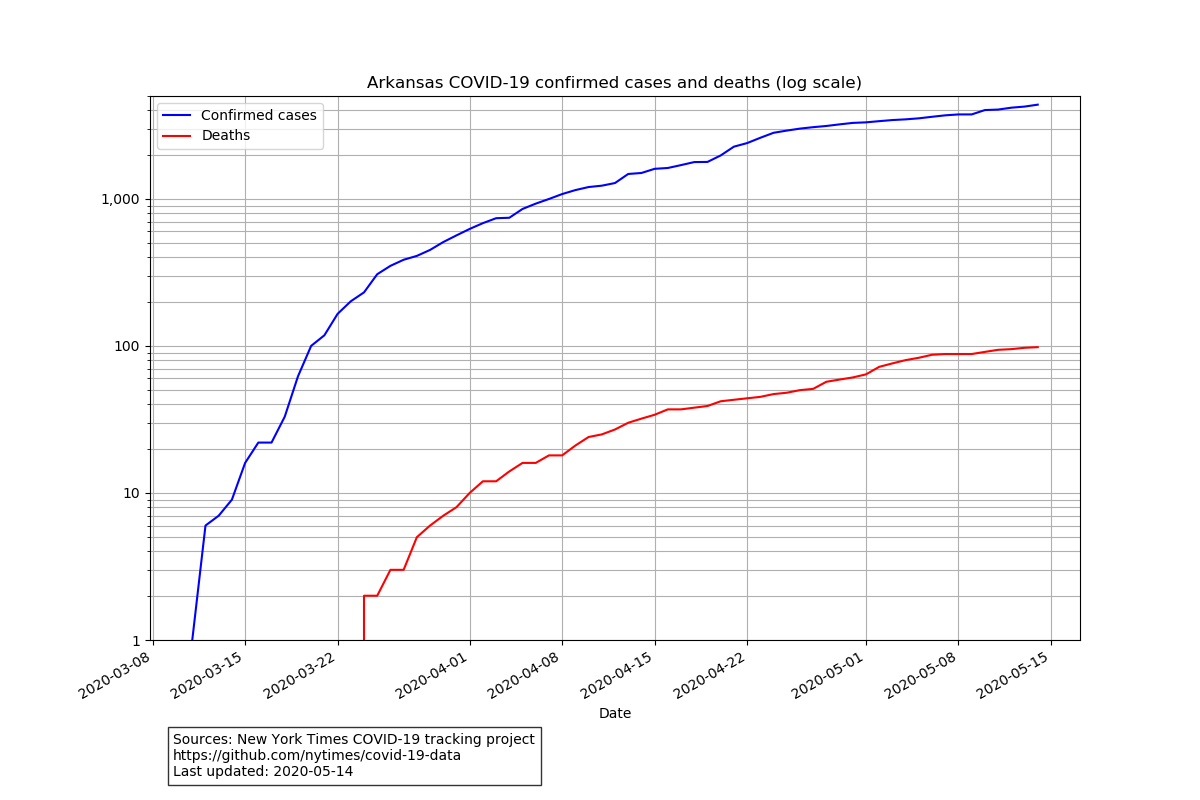 Arkansas COVID-19 confirmed cases and deaths (log scale)
Confirmed cases
Deaths
1,000
100
10
1
2020-03-08
2020-03-15
2020-03-22
2020-04-01
2020-04-08
2020-04-15
2020-04-22
2020-05-01
2020-05-08
2020-05-15
Date
Sources: New York Times COVID-19 tracking project
https://github.com/nytimes/covid-19-data
Last updated: 2020-05-14